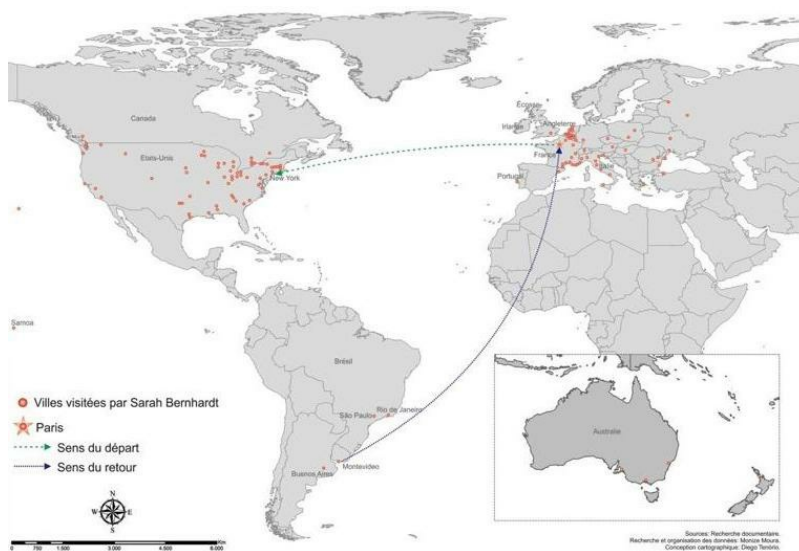 Canada
Etats-Unis
New York
Samoa
Écosse
Irlande
Angleterre
France
Portugal
Italie
Brésil
São Paulo
Rio de Janeiro
Buenos Aires
Montevideo
Australie
Villes visitées par Sarah Bernhardt
Paris
Sens du départ
Sens du retour
N
W
E
S
Km
0 750 1.500 3.000 4.500 6.000
Sources: Recherche documentaire.
Recherche et organisation des données: Monize Moura.
Conception cartographique: Diego Tenório.